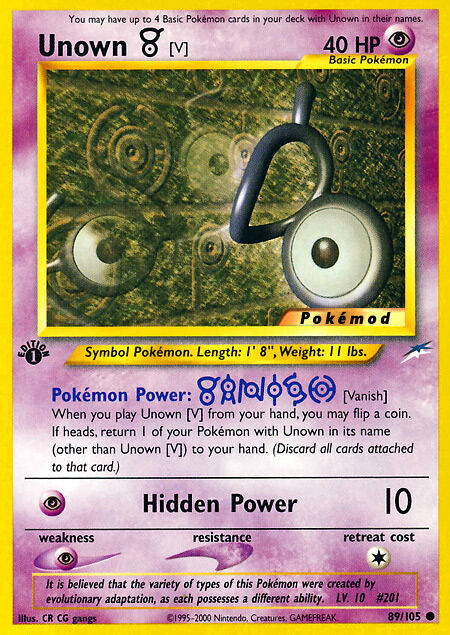 You may have up to 4 Basic Pokémon cards in your deck with Unown in their names.
Unown [V] 40 HP
Basic Pokémon
Pokémod
EDITION 1
Symbol Pokémon. Length: 1' 8", Weight: 11 lbs.
Pokémon Power: [Vanish]
When you play Unown [V] from your hand, you may flip a coin.
If heads, return 1 of your Pokémon with Unown in its name
(other than Unown [V]) to your hand. (Discard all cards attached
to that card.)
Hidden Power 10
weakness resistance retreat cost
It is believed that the variety of types of this Pokémon were created by
evolutionary adaptation, as each possesses a different ability. LV. 10 #201
Illus. CR CG gangs ©1995-2000 Nintendo, Creatures, GAMEFREAK. 89/105